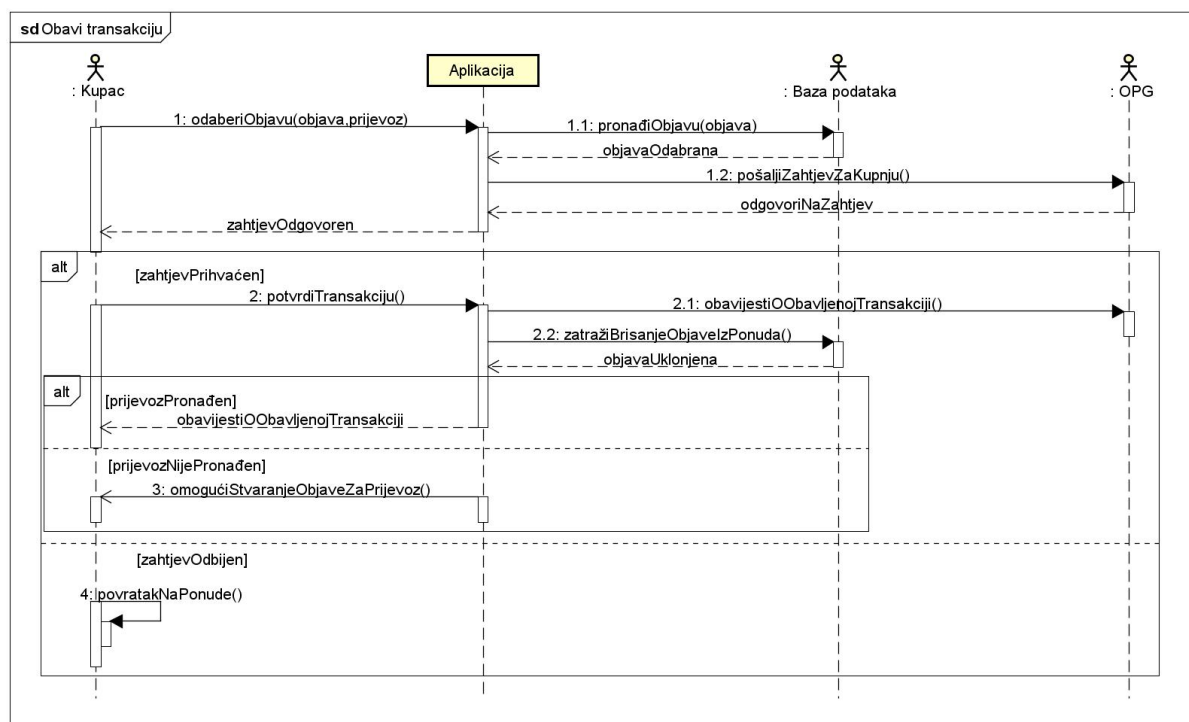 sd Obavi transakciju
: Kupac
Aplikacija
: Baza podataka
: OPG
1: odaberiObjavu(objava,prijevoz)
1.1: pronađiObjavu(objava)
objavaOdabrana
1.2: pošaljiZahtjevZaKupnju()
odgovoriNaZahtjev
zahtjevOdgovoren
alt
[zahtjevPrihvaćen]
2: potvrdiTransakciju()
2.1: obavijestiOObavljenojTransakciji()
2.2: zatražiBrisanjeObjaveIzPonuda()
objavaUklonjena
alt
[prijevozPronađen]
obavijestiOObavljenojTransakciji
[prijevozNijePronađen]
3: omogućiStvaranjeObjaveZaPrijevoz()
[zahtjevOdbijen]
4: povratakNaPonude()